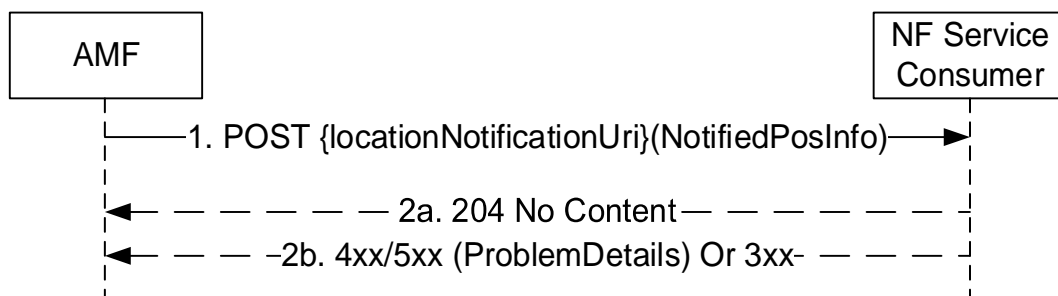 AMF
NF Service
Consumer
1. POST {locationNotificationUri}(NotifiedPosInfo)
2a. 204 No Content
2b. 4xx/5xx (ProblemDetails) Or 3xx